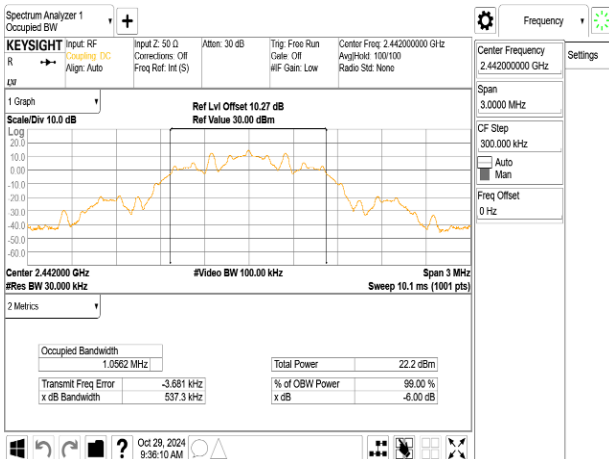 Spectrum Analyzer 1
Occupied BW
+
Frequency
KEYSIGHT
R
LXI
Input: RF
Coupling: DC
Align: Auto
Input Z: 50 Ω
Corrections: Off
Freq Ref: Int (S)
Atten: 30 dB
Trig: Free Run
Gate: Off
#IF Gain: Low
Center Freq: 2.442000000 GHz
Avg|Hold: 100/100
Radio Std: None
Center Frequency
2.442000000 GHz
Settings
Span
3.0000 MHz
CF Step
300.000 kHz
Auto
Man
Freq Offset
0 Hz
1 Graph
Scale/Div 10.0 dB
Ref Lvl Offset 10.27 dB
Ref Value 30.00 dBm
Log
20.0
10.0
0.00
-10.0
-20.0
-30.0
-40.0
-50.0
-60.0
Center 2.442000 GHz
#Video BW 100.00 kHz
Span 3 MHz
#Res BW 30.000 kHz
Sweep 10.1 ms (1001 pts)
2 Metrics
Occupied Bandwidth
1.0562 MHz
Total Power 22.2 dBm
Transmit Freq Error -3.681 kHz
% of OBW Power 99.00 %
x dB Bandwidth 537.3 kHz
x dB -6.00 dB
?
Oct 29, 2024
9:36:10 AM